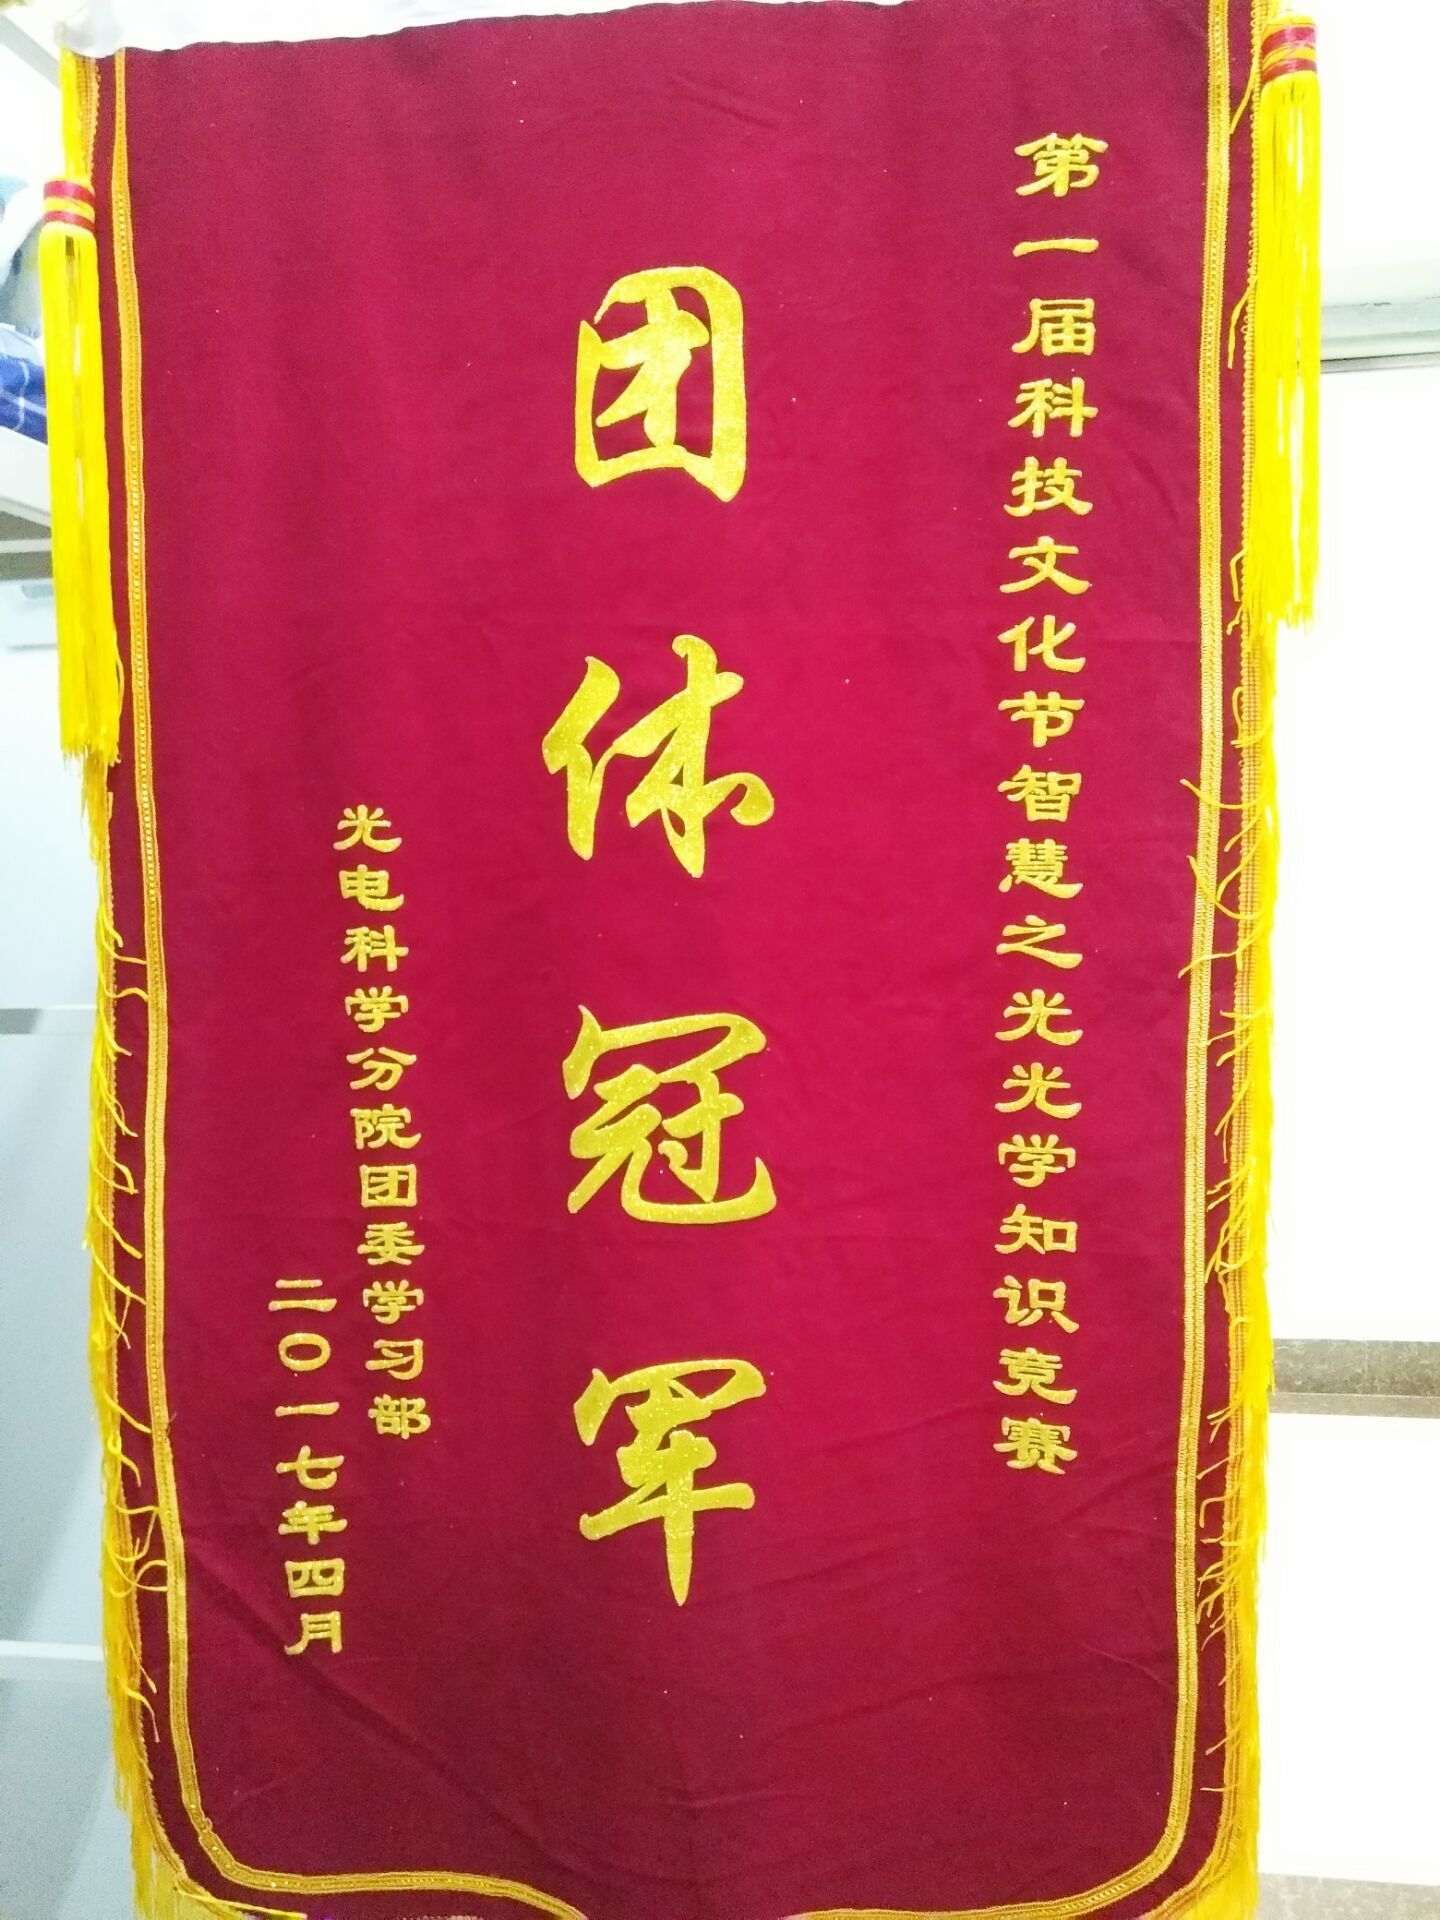 第一届科技文化节智慧之光光学知识竞赛
团体冠军
光电科学分院团委学习部
二〇一七年四月